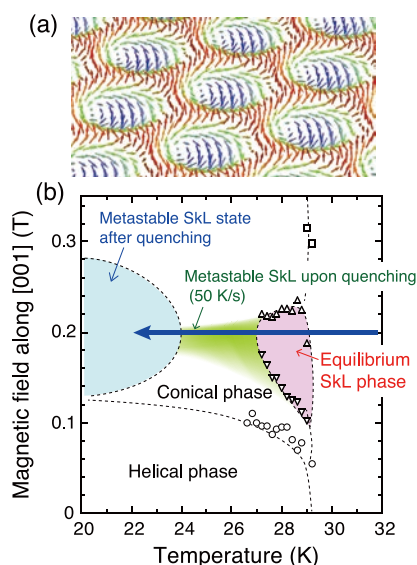 (a)
(b)
Metastable SkL state
after quenching
Metastable SkL upon quenching
(50 K/s)
Equilibrium
SkL phase
Conical phase
Helical phase
0.3
0.2
0.1
0
20 22 24 26 28 30 32
Magnetic field along [001] (T)
Temperature (K)